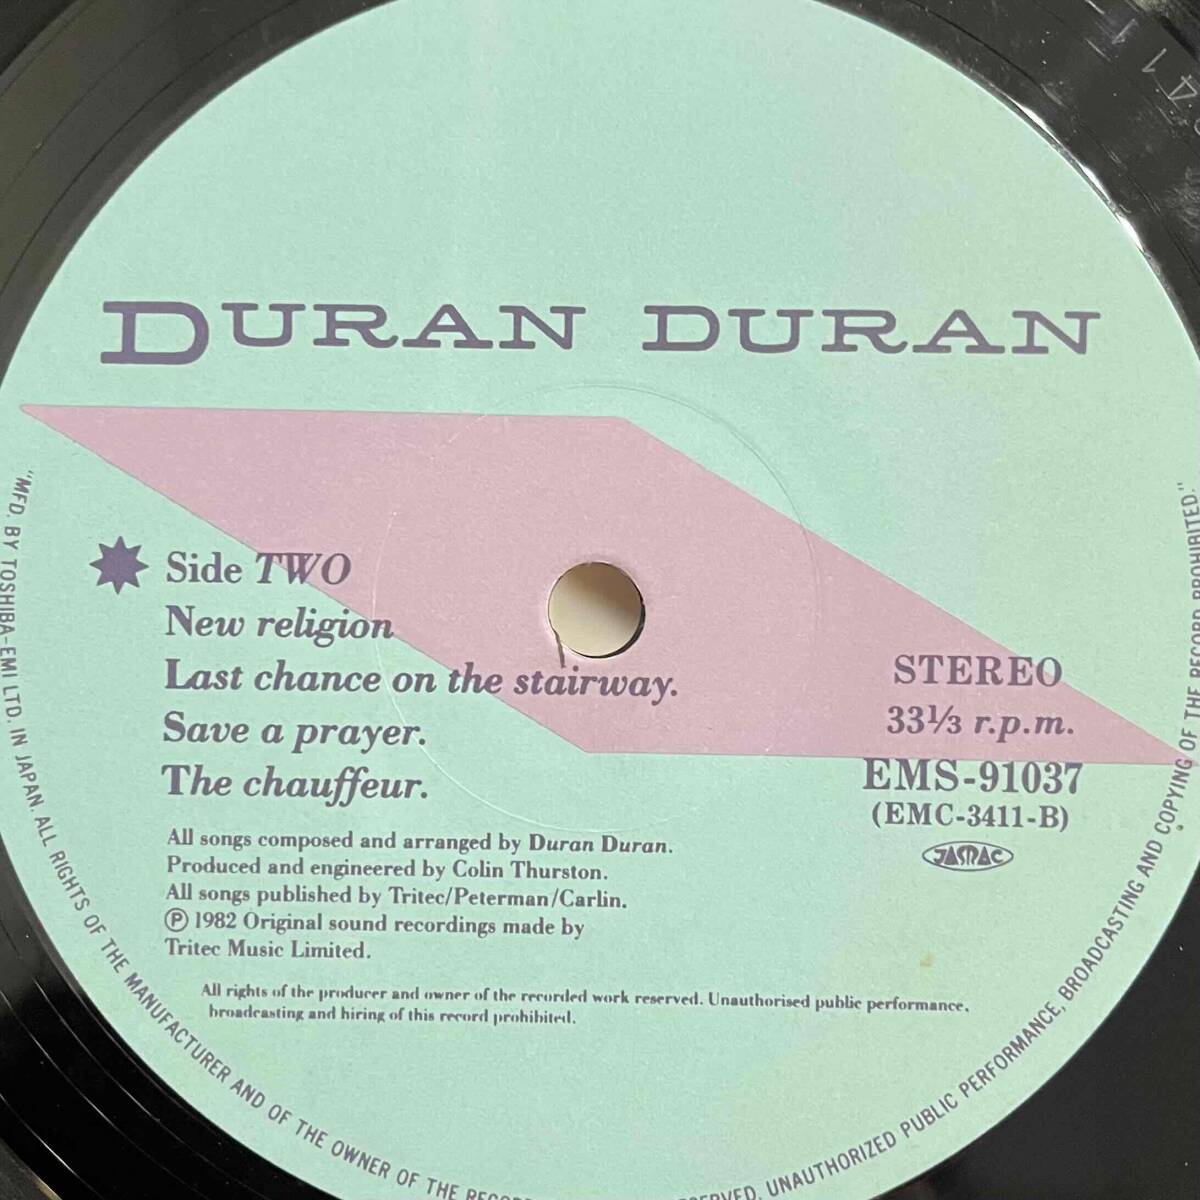 DURAN DURAN
Side TWO
New religion
Last chance on the stairway.
Save a prayer.
The chauffeur.
STEREO
33⅓ r.p.m.
EMS-91037
(EMC-3411-B)
JASRAC
All songs composed and arranged by Duran Duran.
Produced and engineered by Colin Thurston.
All songs published by Tritec/Peterman/Carlin.
Ⓟ 1982 Original sound recordings made by
Tritec Music Limited.
All rights of the producer and owner of the recorded work reserved. Unauthorised public performance,
broadcasting and hiring of this record prohibited.
"MFD. BY TOSHIBA-EMI LTD. IN JAPAN. ALL RIGHTS OF THE MANUFACTURER AND OF THE OWNER OF THE UNAUTHORIZED PUBLIC PERFORMANCE, BROADCASTING AND COPYING OF THE RECORD PROHIBITED."